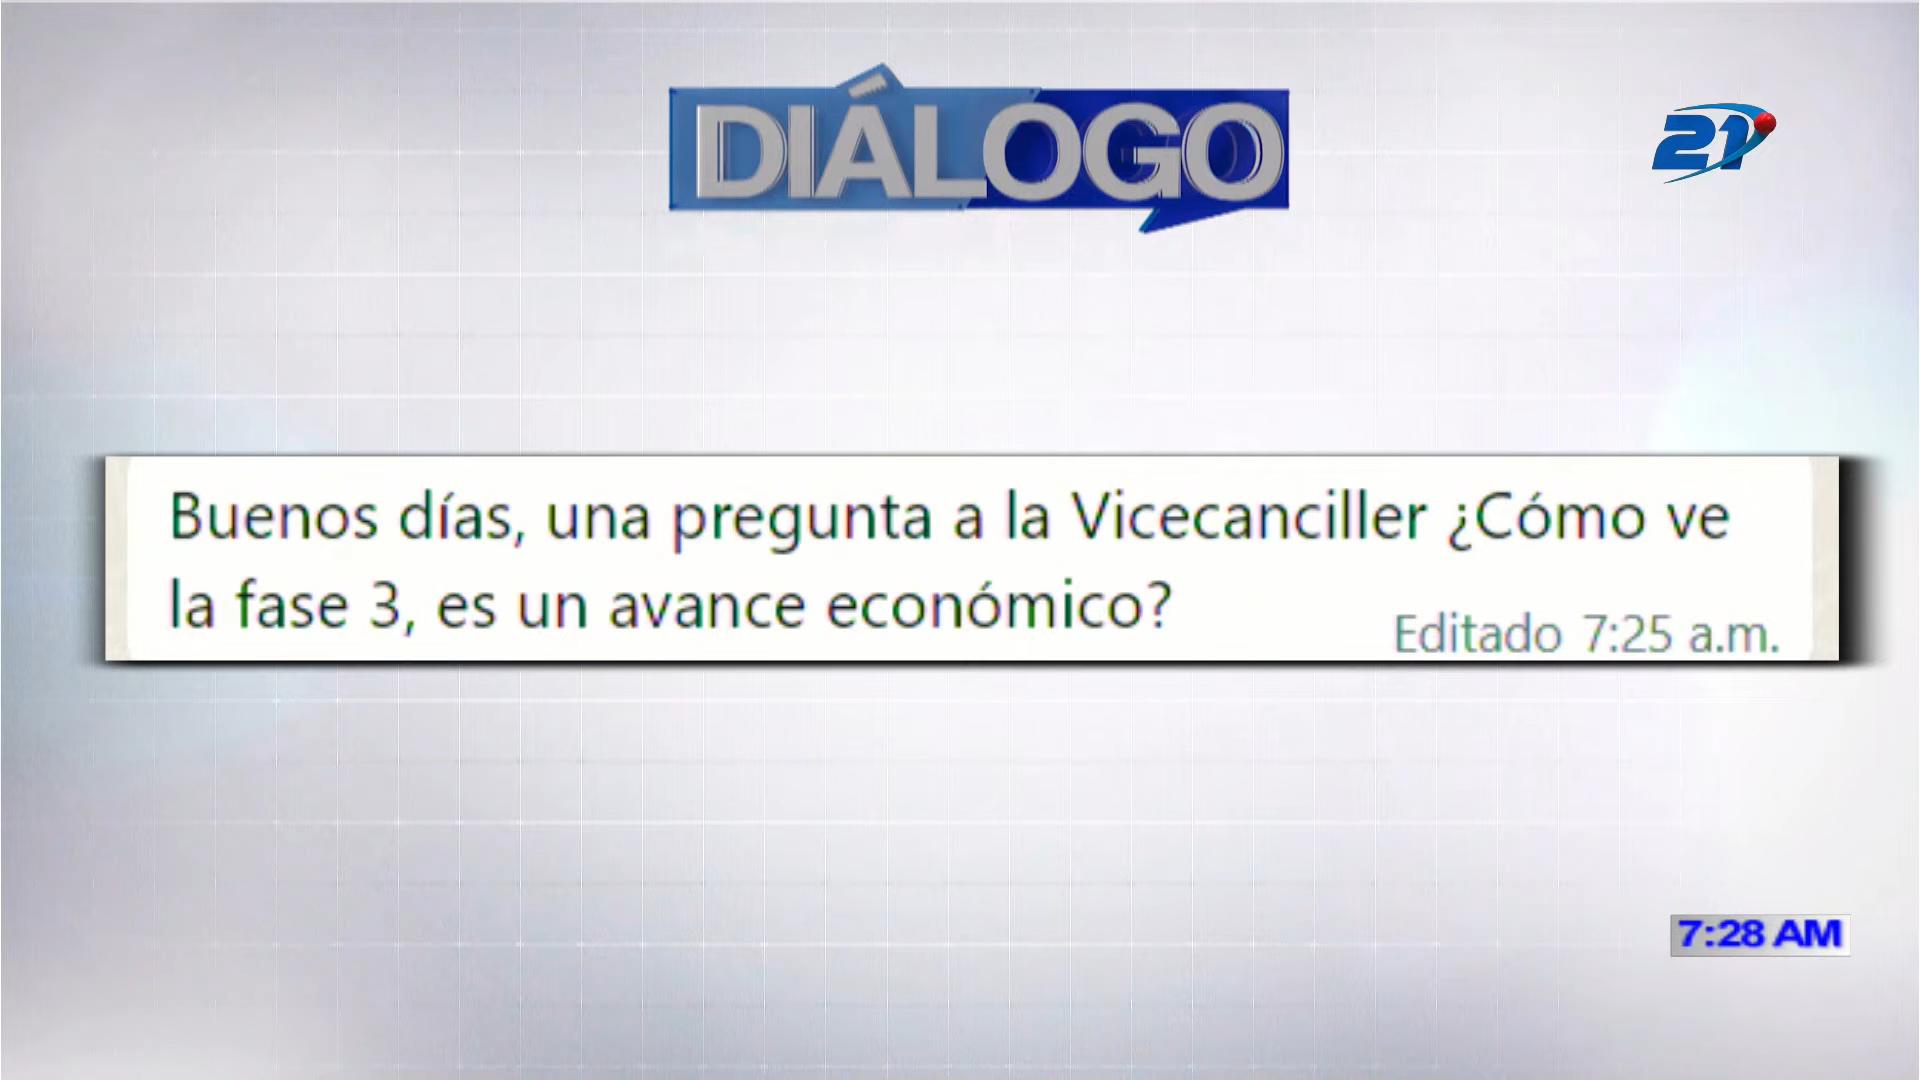 DIÁLOGO
21
Buenos días, una pregunta a la Vicecanciller ¿Cómo ve
la fase 3, es un avance económico?
Editado 7:25 a.m.
7:28 AM